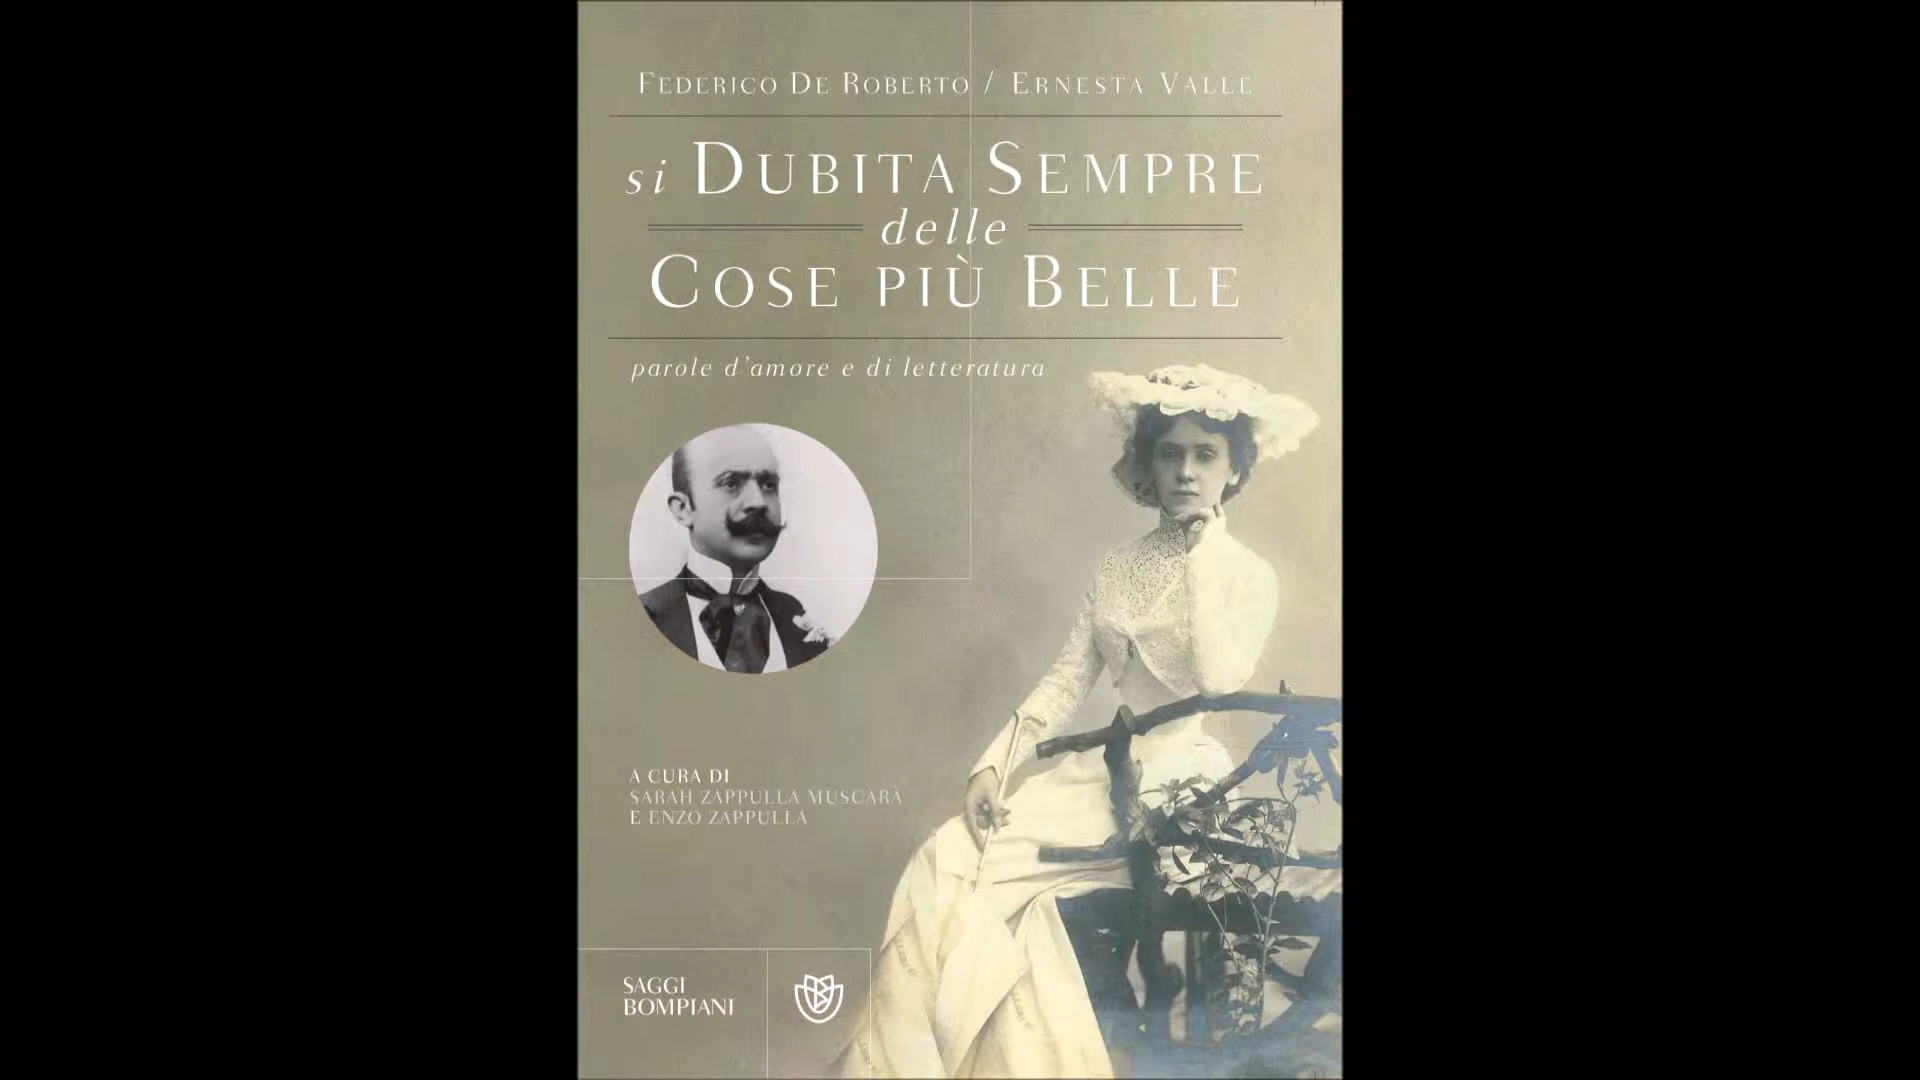 Federico De Roberto / Ernesta Valle
si Dubita Sempre
delle
Cose più Belle
parole d'amore e di letteratura
A CURA DI
SARAH ZAPPULLA MUSCARÀ
E ENZO ZAPPULLA
SAGGI
BOMPIANI